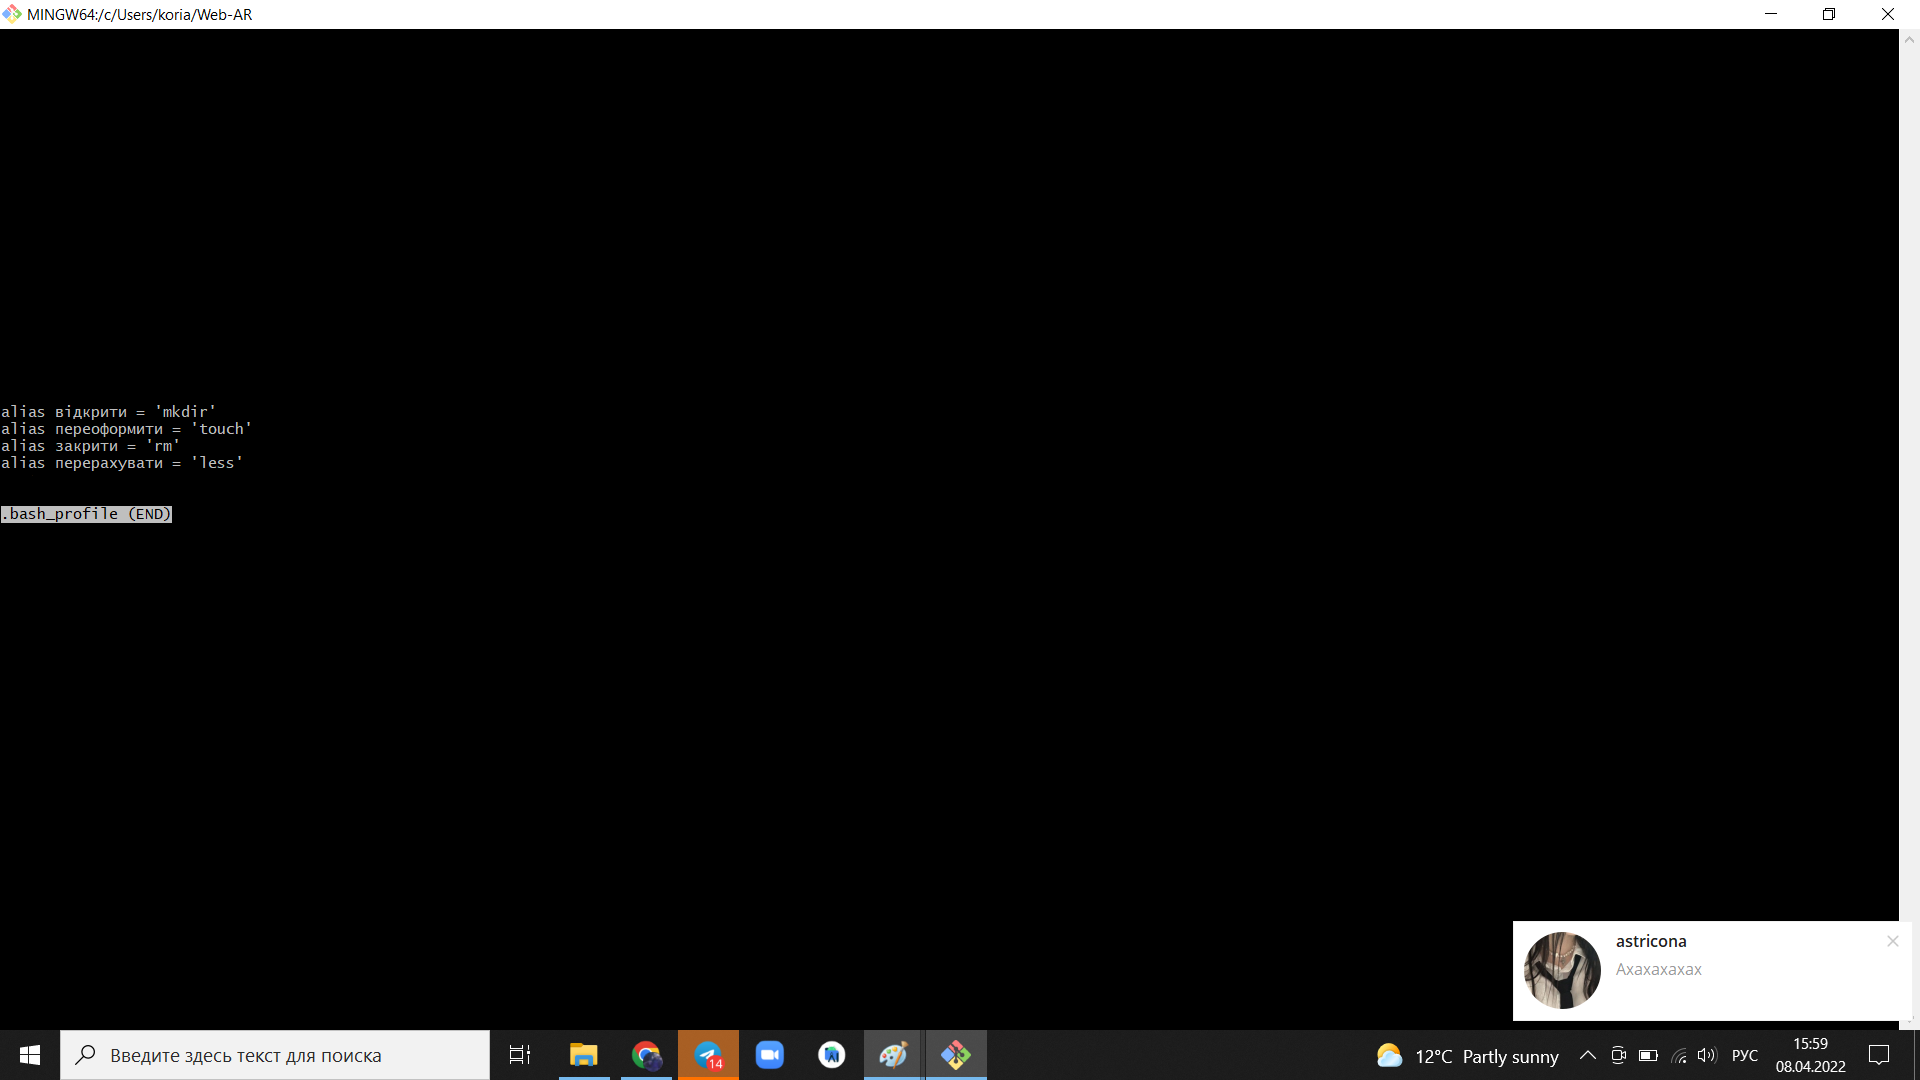 MINGW64:/c/Users/koria/Web-AR
alias відкрити = 'mkdir'
alias переоформити = 'touch'
alias закрити = 'rm'
alias перерахувати = 'less'
.bash_profile (END)
astricona
Ахахахахах
Введите здесь текст для поиска
14
12°C Partly sunny
РУС
15:59
08.04.2022